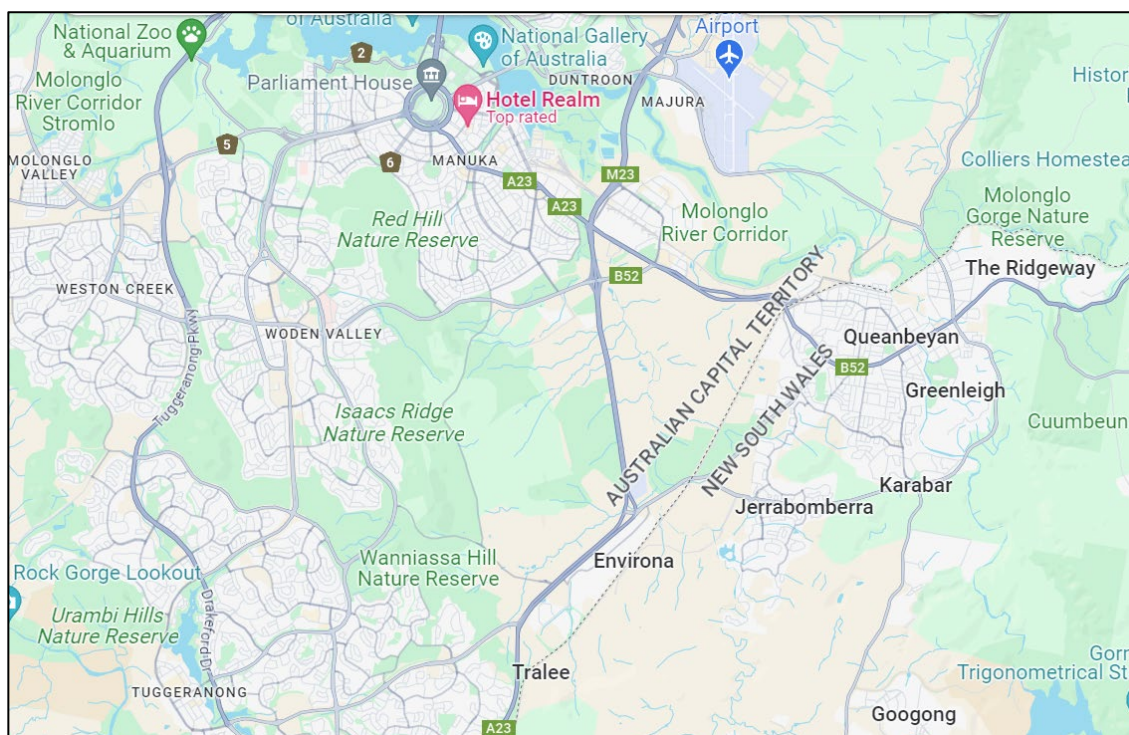 National Zoo
& Aquarium
of Australia
2
National Gallery
of Australia
Airport
Parliament House
DUNTROON
Histor
Molonglo
River Corridor
Stromlo
Hotel Realm
Top rated
MAJURA
5
6
MOLONGLO
VALLEY
MANUKA
A23
M23
Colliers Homestea
A23
Molonglo
River Corridor
Molonglo
Gorge Nature
Reserve
Red Hill
Nature Reserve
The Ridgeway
B52
WESTON CREEK
WODEN VALLEY
Queanbeyan
Tuggeranong Pkwy
AUSTRALIAN CAPITAL TERRITORY
NEW SOUTH WALES
B52
Greenleigh
Isaacs Ridge
Nature Reserve
Cuumbeun
Karabar
Jerrabomberra
Environa
Wanniassa Hill
Nature Reserve
Rock Gorge Lookout
Urambi Hills
Nature Reserve
Drakeford Dr
Tralee
Gorr
Trigonometrical St
TUGGERANONG
Googong
A23